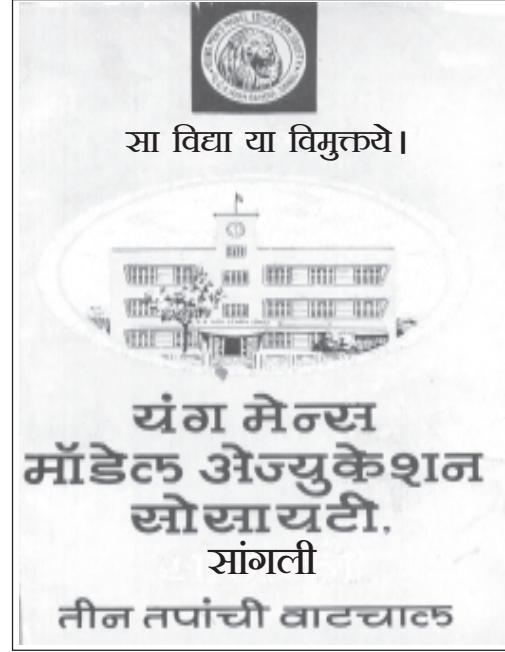 सा विद्या या विमुक्तये।
यंग मेन्स
मॉडेल अेज्युकेशन
सोसायटी,
सांगली
तीन तपांची वाटचाल